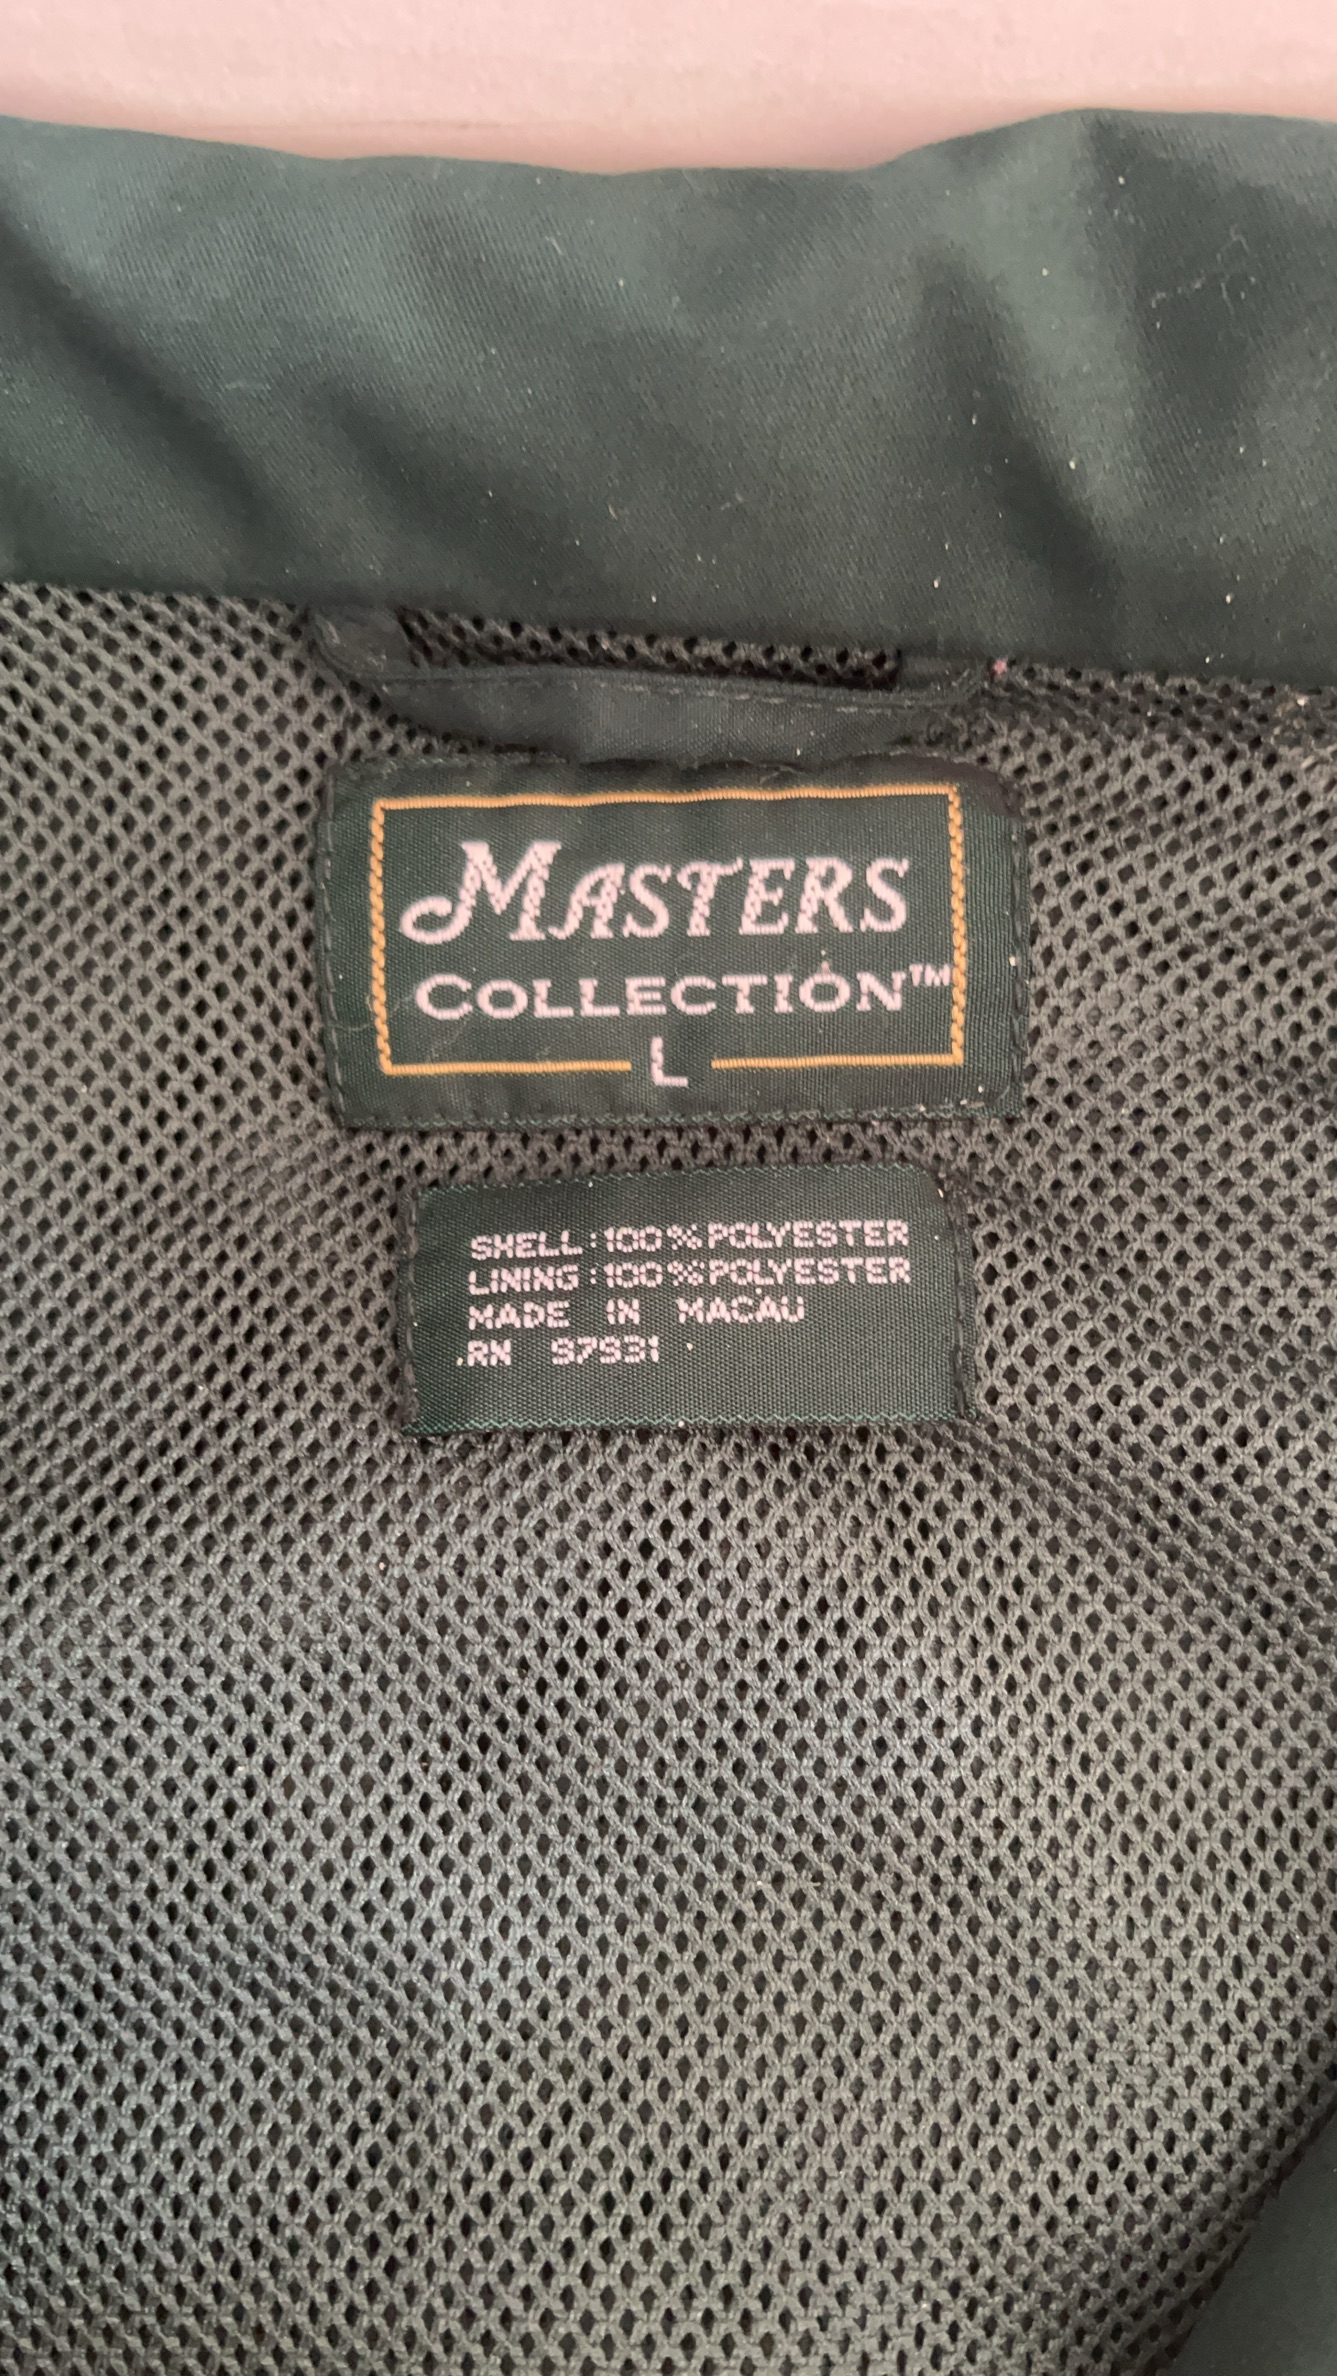 MASTERS
COLLECTION™
L
SHELL:100%POLYESTER
LINING:100%POLYESTER
MADE IN MACAU
RN 97931